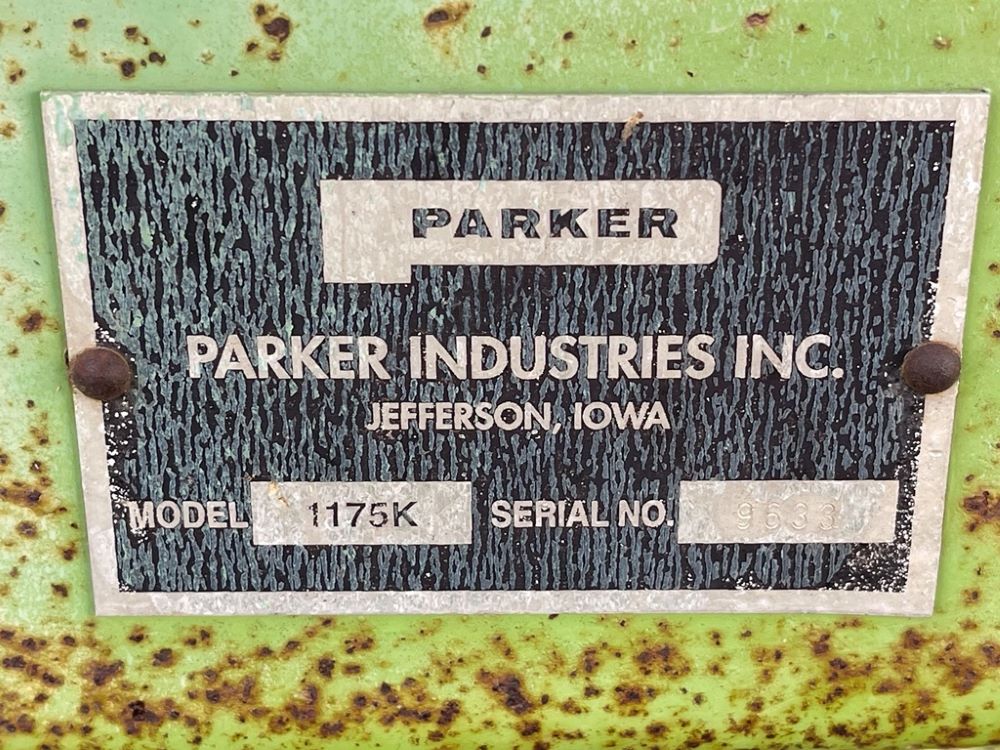 PARKER
PARKER INDUSTRIES INC.
JEFFERSON, IOWA
MODEL 1175K SERIAL NO. 9633